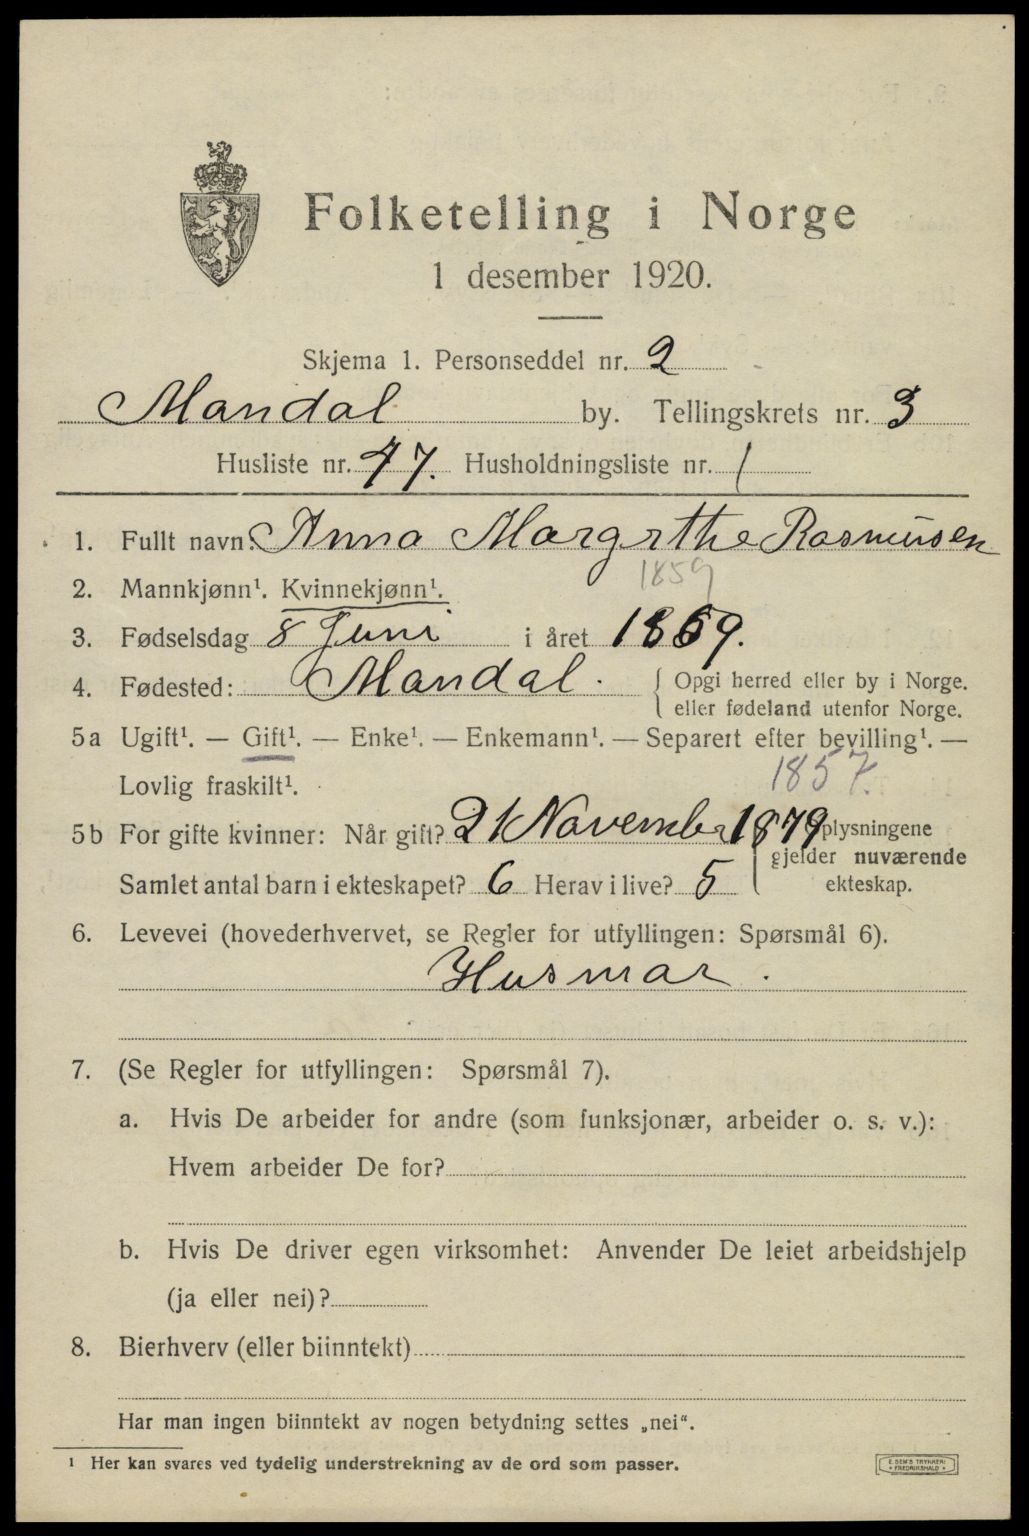 Folketelling i Norge
1 desember 1920.
Skjema 1. Personseddel nr. 2
Mandal by. Tellingskrets nr. 3
Husliste nr. 77. Husholdningsliste nr. 1
1. Fullt navn: Anna Margrthe Rasmussen
1859
2. Mannkjønn¹. Kvinnekjønn¹.
3. Fødselsdag 8 Juni i året 1859.
4. Fødested: Mandal. { Opgi herred eller by i Norge.
eller fødeland utenfor Norge.
5a Ugift¹. — Gift¹. — Enke¹. — Enkemann¹. — Separert efter bevilling¹. —
Lovlig fraskilt¹. 1857.
5b For gifte kvinner: Når gift? 21 November 1879 Oplysningene
gjelder nuværende
Samlet antal barn i ekteskapet? 6 Herav i live? 5 ekteskap.
6. Levevei (hovederhvervet, se Regler for utfyllingen: Spørsmål 6).
Husmor.
7. (Se Regler for utfyllingen: Spørsmål 7).
a. Hvis De arbeider for andre (som funksjonær, arbeider o. s. v.):
Hvem arbeider De for?
b. Hvis De driver egen virksomhet: Anvender De leiet arbeidshjelp
(ja eller nei)?
8. Bierhverv (eller biinntekt)
Har man ingen biinntekt av nogen betydning settes „nei“.
¹ Her kan svares ved tydelig understrekning av de ord som passer.
E. SEM'S TRYKKERI
FREDRIKSHALD